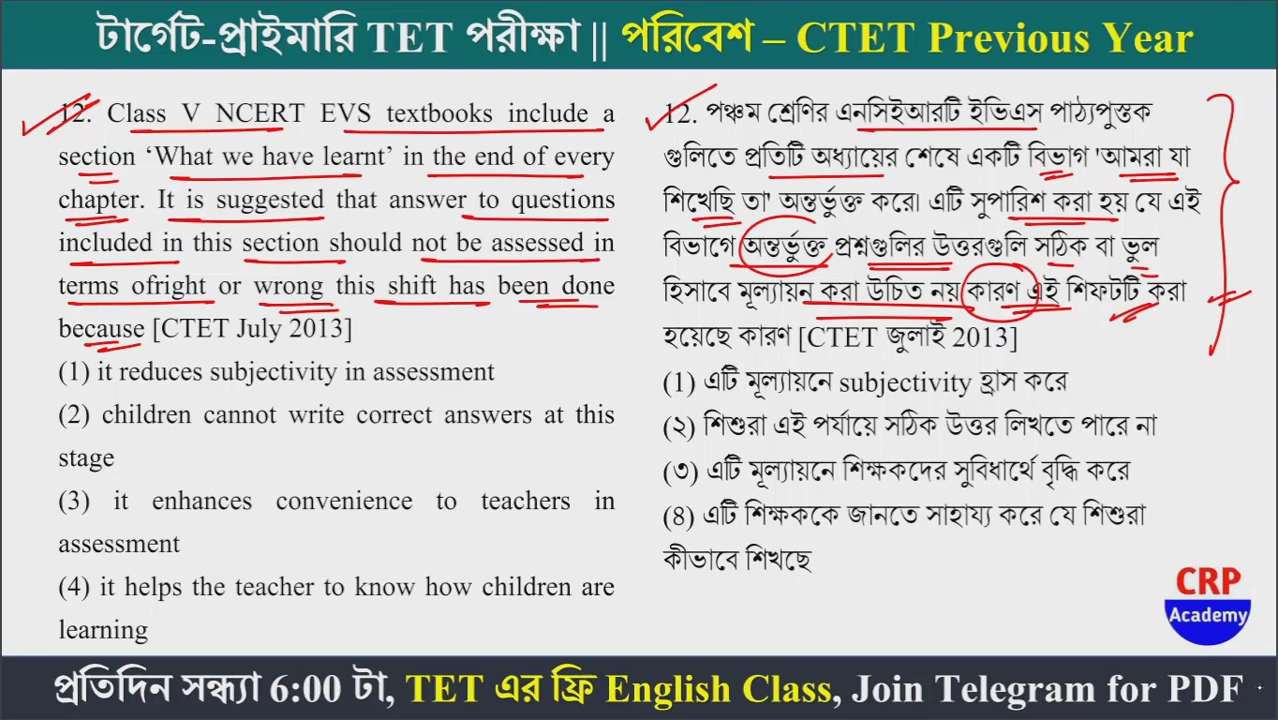 টার্গেট-প্রাইমারি TET পরীক্ষা || পরিবেশ – CTET Previous Year
12. Class V NCERT EVS textbooks include a
section ‘What we have learnt’ in the end of every
chapter. It is suggested that answer to questions
included in this section should not be assessed in
terms ofright or wrong this shift has been done
because [CTET July 2013]
(1) it reduces subjectivity in assessment
(2) children cannot write correct answers at this
stage
(3) it enhances convenience to teachers in
assessment
(4) it helps the teacher to know how children are
learning
12. পঞ্চম শ্রেণির এনসিইআরটি ইভিএস পাঠ্যপুস্তক
গুলিতে প্রতিটি অধ্যায়ের শেষে একটি বিভাগ 'আমরা যা
শিখেছি তা' অন্তর্ভুক্ত করে। এটি সুপারিশ করা হয় যে এই
বিভাগে অন্তর্ভুক্ত প্রশ্নগুলির উত্তরগুলি সঠিক বা ভুল
হিসাবে মূল্যায়ন করা উচিত নয় কারণ এই শিফটটি করা
হয়েছে কারণ [CTET জুলাই 2013]
(1) এটি মূল্যায়নে subjectivity হ্রাস করে
(২) শিশুরা এই পর্যায়ে সঠিক উত্তর লিখতে পারে না
(৩) এটি মূল্যায়নে শিক্ষকদের সুবিধার্থে বৃদ্ধি করে
(4) এটি শিক্ষককে জানতে সাহায্য করে যে শিশুরা
কীভাবে শিখছে
CRP
Academy
প্রতিদিন সন্ধ্যা 6:00 টা, TET এর ফ্রি English Class, Join Telegram for PDF